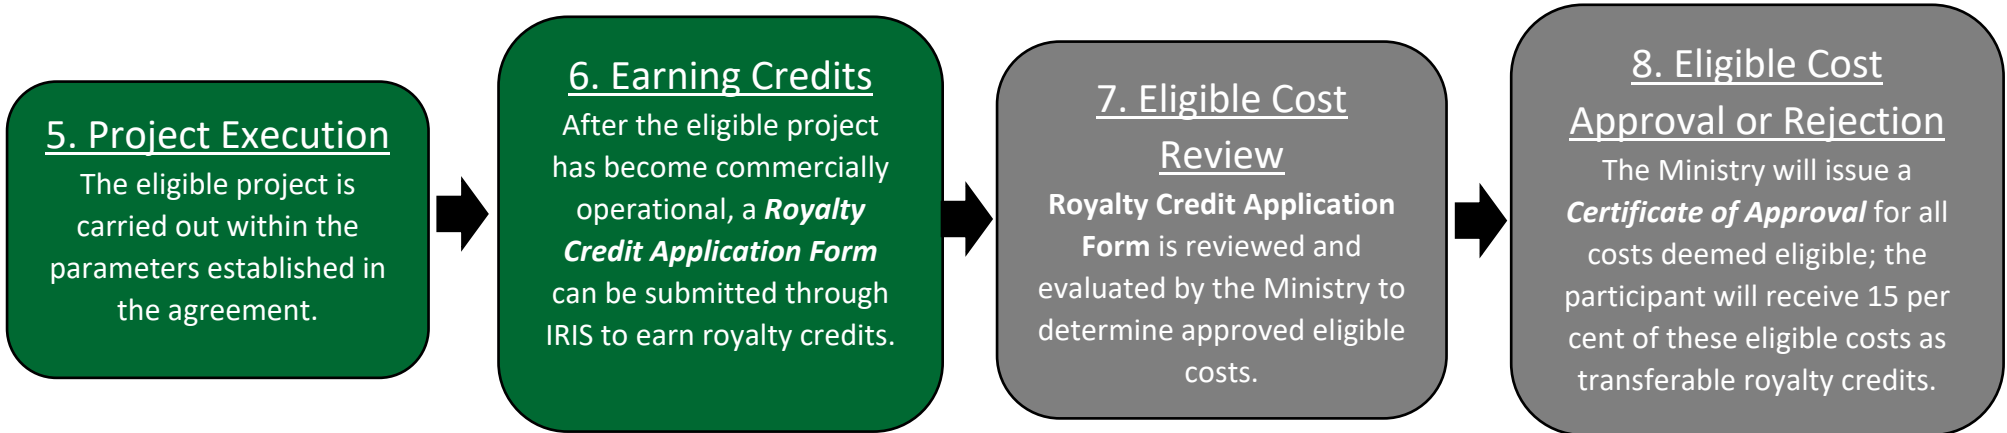 5. Project Execution
The eligible project is
carried out within the
parameters established in
the agreement.
6. Earning Credits
After the eligible project
has become commercially
operational, a Royalty
Credit Application Form
can be submitted through
IRIS to earn royalty credits.
7. Eligible Cost
Review
Royalty Credit Application
Form is reviewed and
evaluated by the Ministry to
determine approved eligible
costs.
8. Eligible Cost
Approval or Rejection
The Ministry will issue a
Certificate of Approval for all
costs deemed eligible; the
participant will receive 15 per
cent of these eligible costs as
transferable royalty credits.